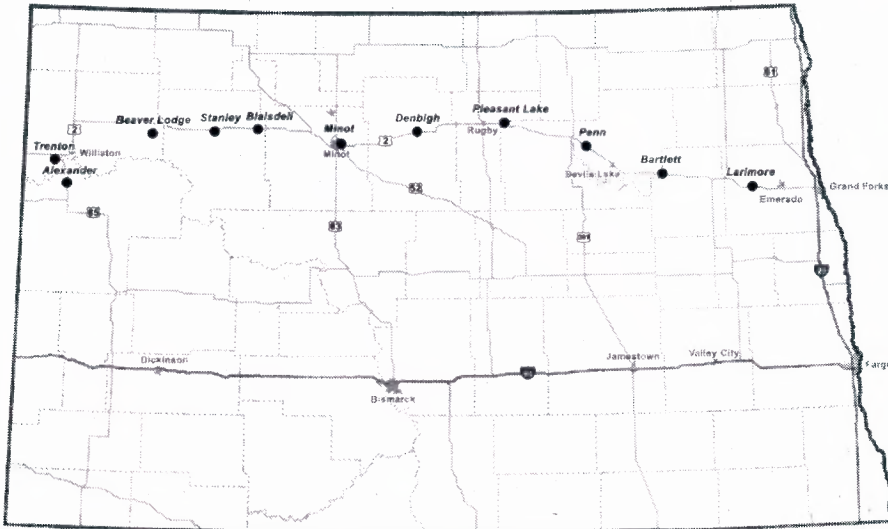 81
Pleasant Lake
Beaver Lodge
Stanley
Blaisdell
Minot
Denbigh
2
Rugby
2
Penn
Trenton
Williston
Minot
Bartlett
Alexander
Devils Lake
Larimore
52
Grand Forks
Emerado
85
83
281
Dickinson
Jamestown
Valley City
Fargo
94
Bismarck